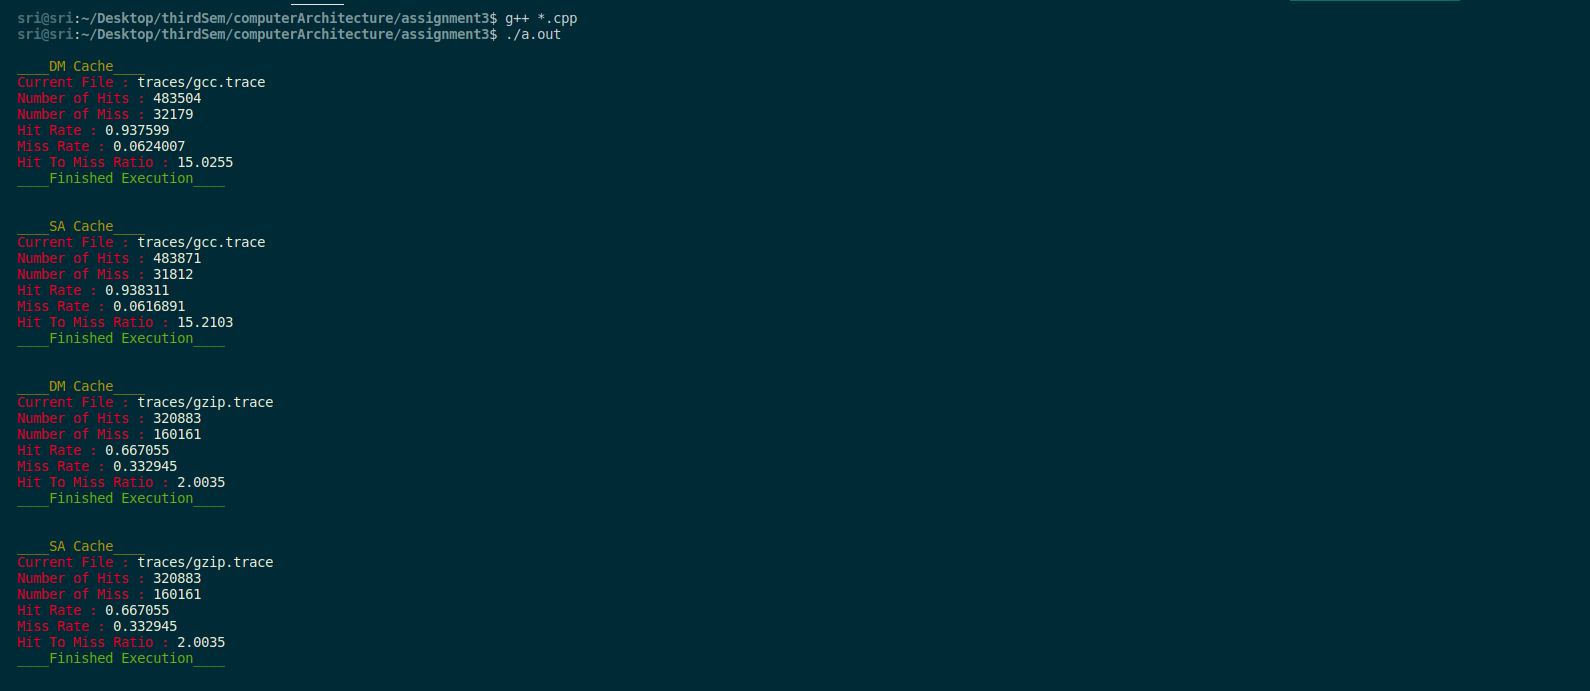 sri@sri:~/Desktop/thirdSem/computerArchitecture/assignment3$ g++ *.cpp
sri@sri:~/Desktop/thirdSem/computerArchitecture/assignment3$ ./a.out
____DM Cache____
Current File : traces/gcc.trace
Number of Hits : 483504
Number of Miss : 32179
Hit Rate : 0.937599
Miss Rate : 0.0624007
Hit To Miss Ratio : 15.0255
____Finished Execution____
____SA Cache____
Current File : traces/gcc.trace
Number of Hits : 483871
Number of Miss : 31812
Hit Rate : 0.938311
Miss Rate : 0.0616891
Hit To Miss Ratio : 15.2103
____Finished Execution____
____DM Cache____
Current File : traces/gzip.trace
Number of Hits : 320883
Number of Miss : 160161
Hit Rate : 0.667055
Miss Rate : 0.332945
Hit To Miss Ratio : 2.0035
____Finished Execution____
____SA Cache____
Current File : traces/gzip.trace
Number of Hits : 320883
Number of Miss : 160161
Hit Rate : 0.667055
Miss Rate : 0.332945
Hit To Miss Ratio : 2.0035
____Finished Execution____